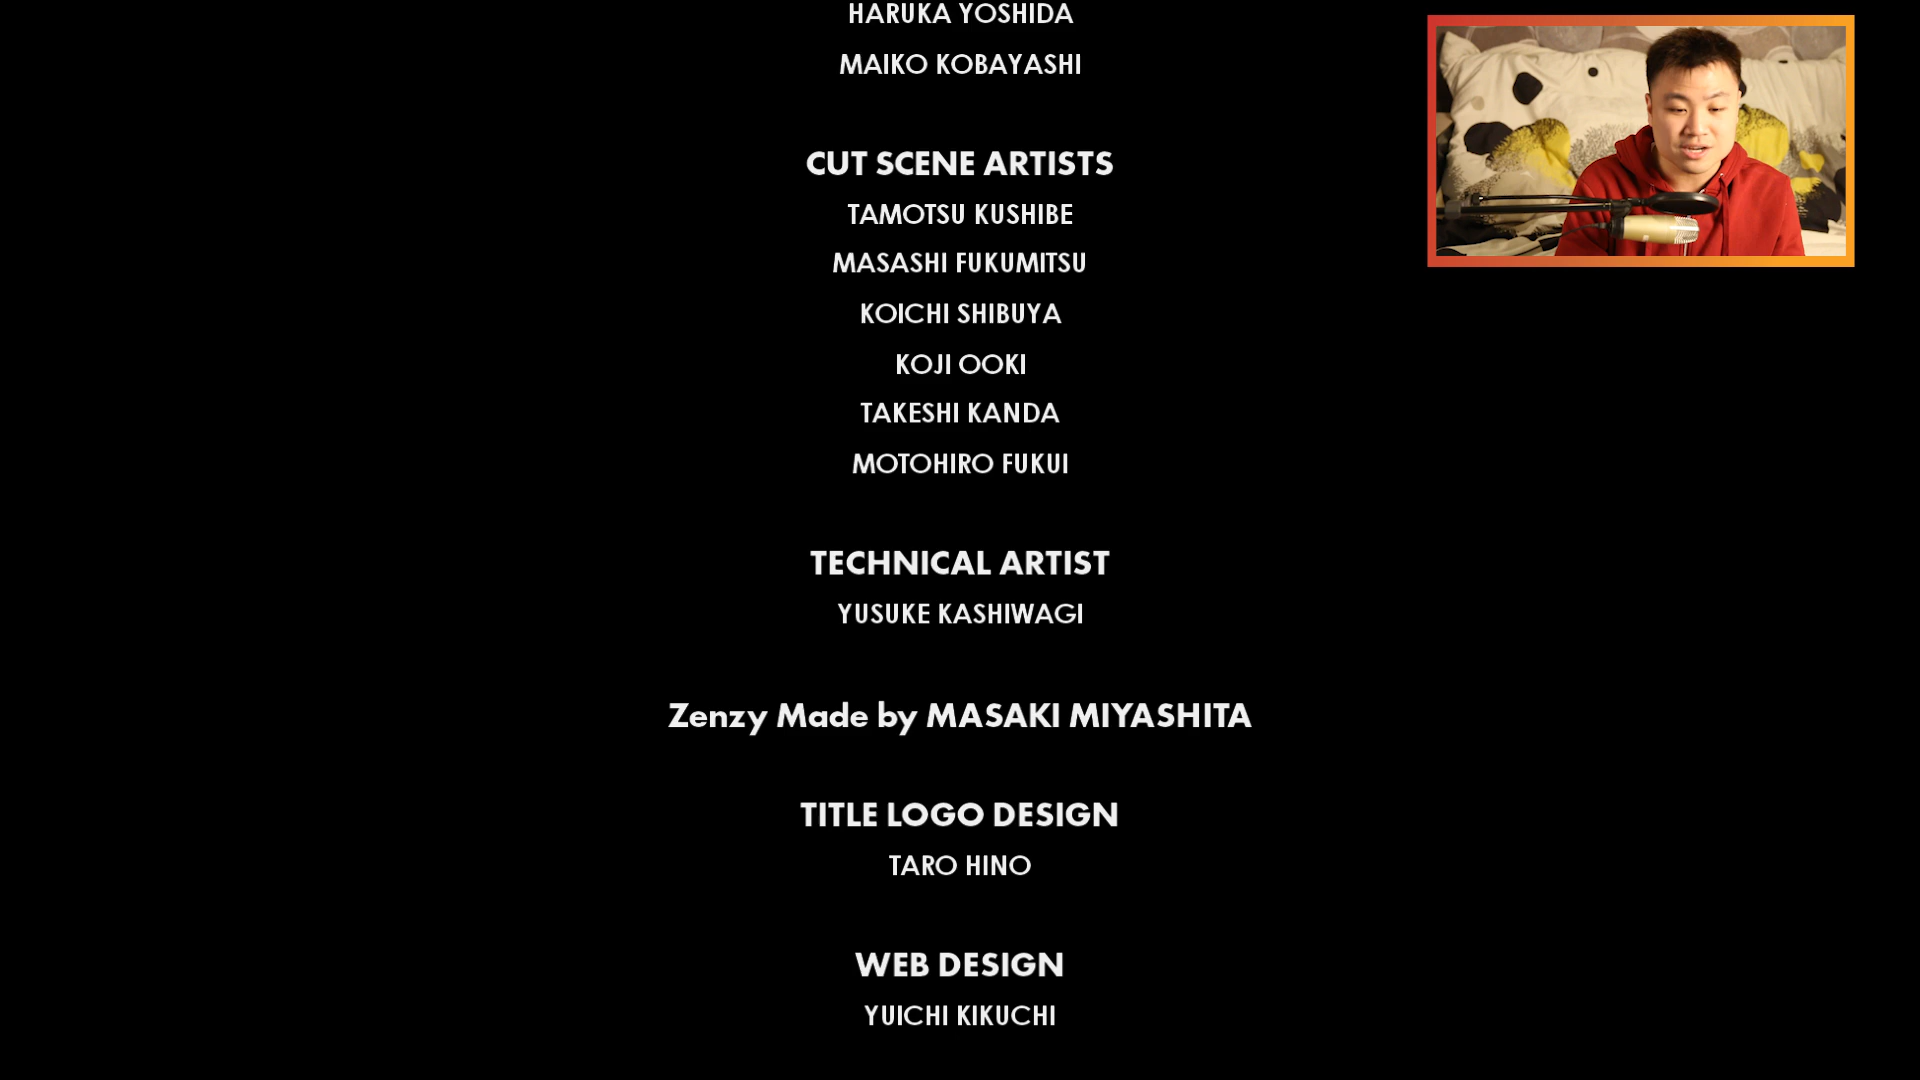 HARUKA YOSHIDA
MAIKO KOBAYASHI
CUT SCENE ARTISTS
TAMOTSU KUSHIBE
MASASHI FUKUMITSU
KOICHI SHIBUYA
KOJI OOKI
TAKESHI KANDA
MOTOHIRO FUKUI
TECHNICAL ARTIST
YUSUKE KASHIWAGI
Zenzy Made by MASAKI MIYASHITA
TITLE LOGO DESIGN
TARO HINO
WEB DESIGN
YUICHI KIKUCHI